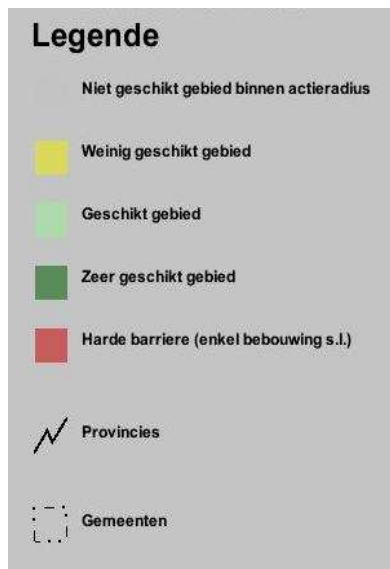 Legende
Niet geschikt gebied binnen actieradius
Weinig geschikt gebied
Geschikt gebied
Zeer geschikt gebied
Harde barriere (enkel bebouwing s.l.)
Provincies
Gemeenten